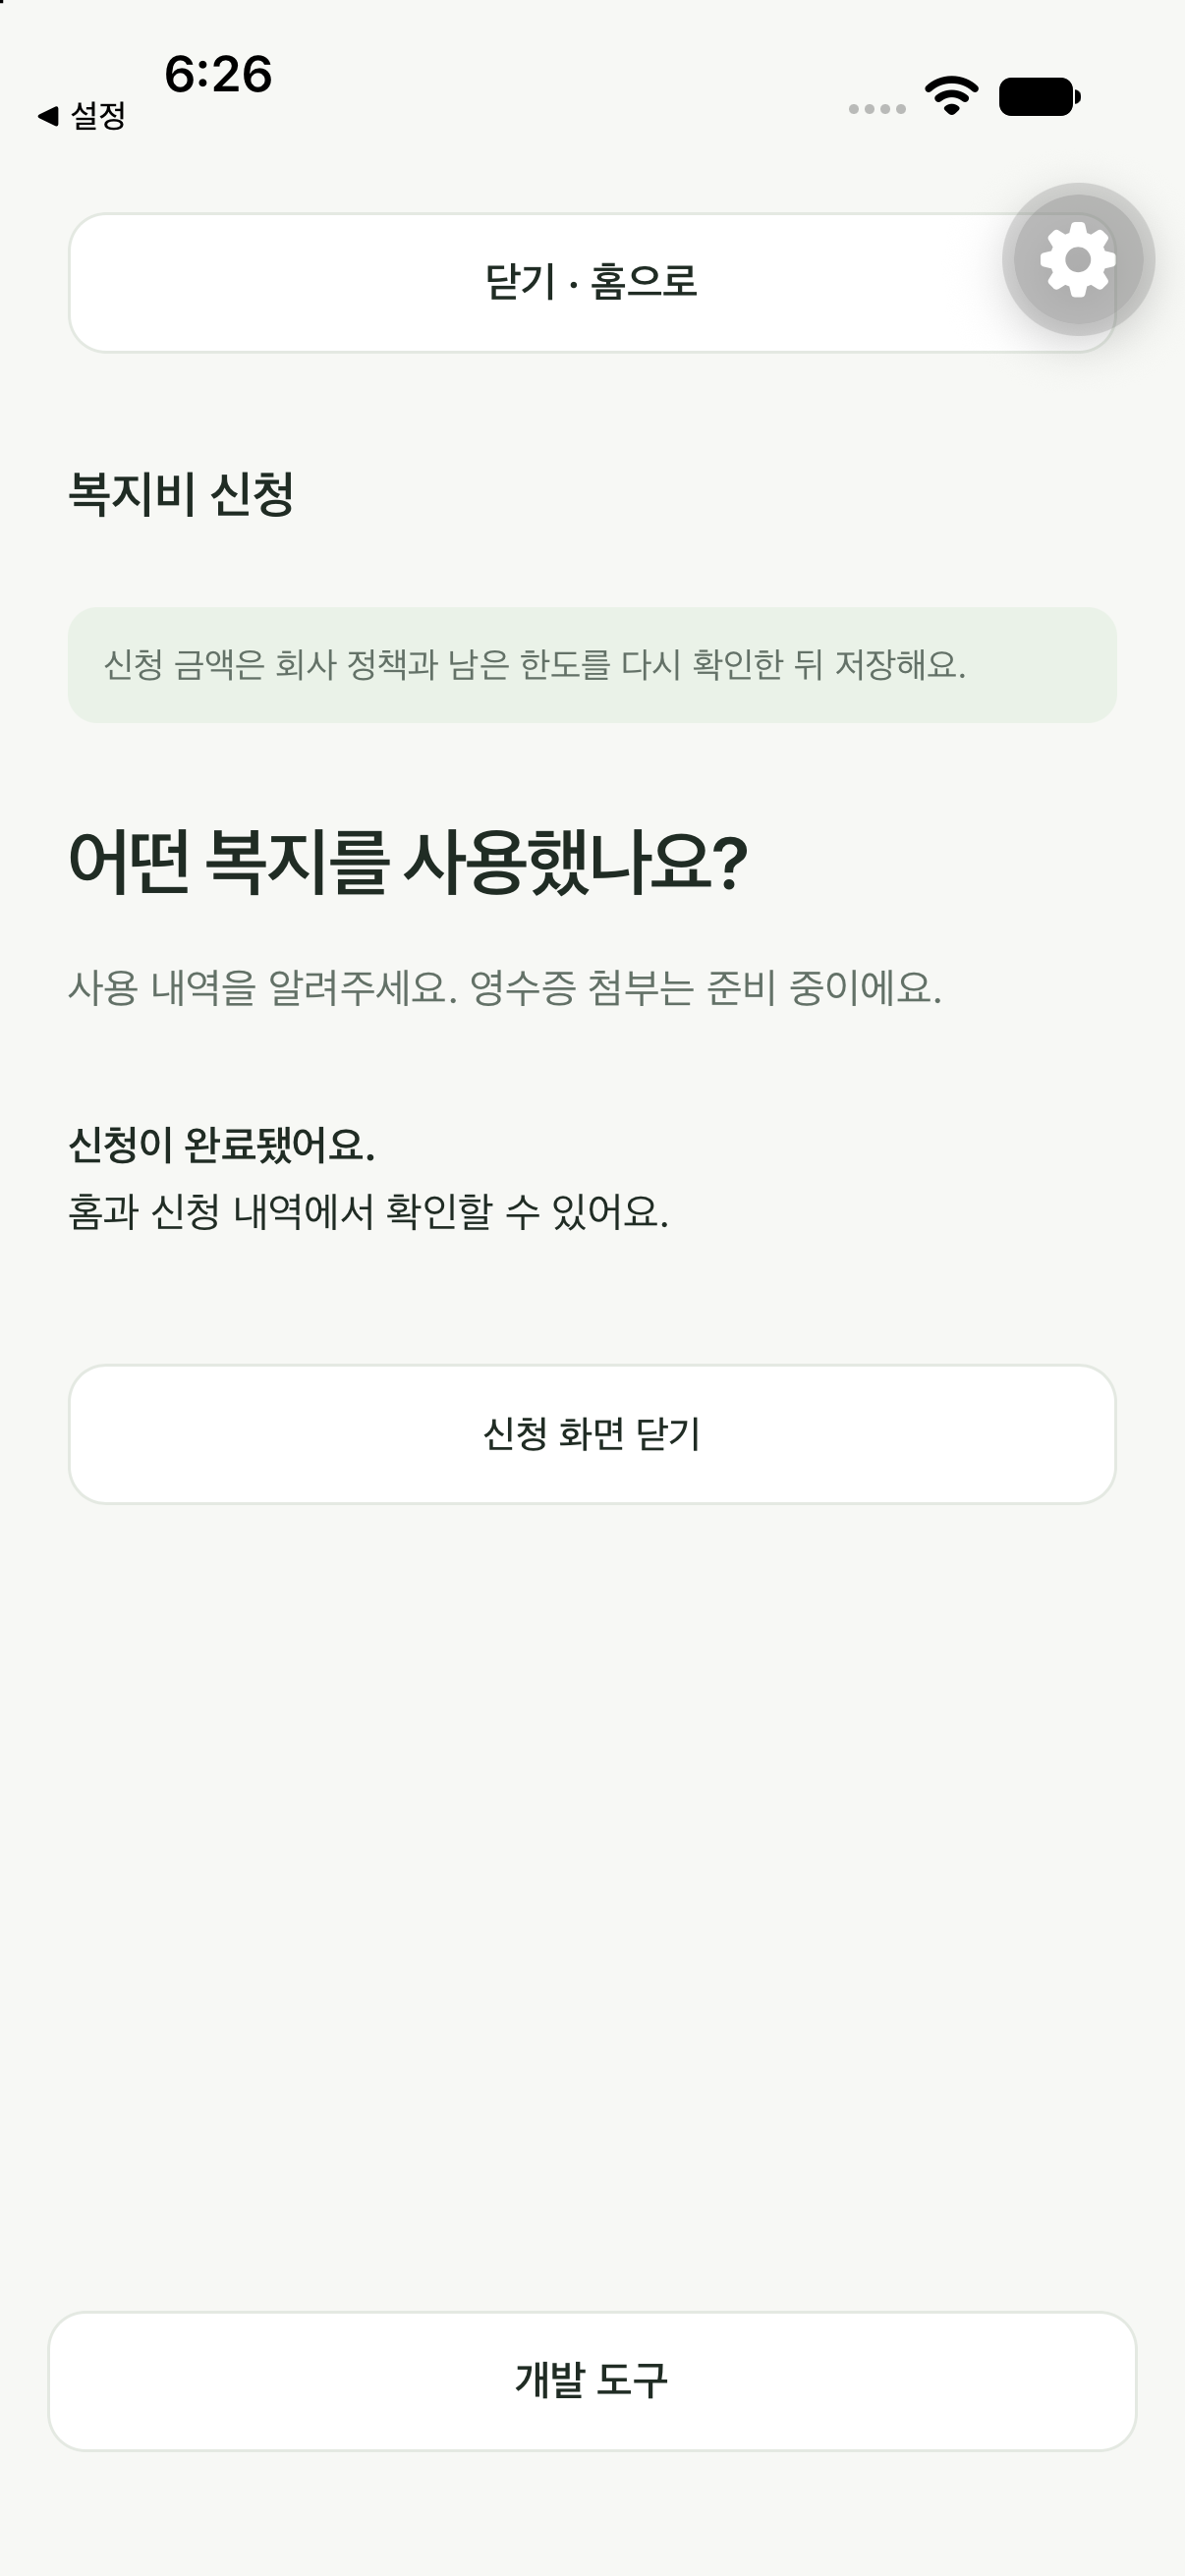 6:26
◀ 설정
닫기 · 홈으로
복지비 신청
신청 금액은 회사 정책과 남은 한도를 다시 확인한 뒤 저장해요.
어떤 복지를 사용했나요?
사용 내역을 알려주세요. 영수증 첨부는 준비 중이에요.
신청이 완료됐어요.
홈과 신청 내역에서 확인할 수 있어요.
신청 화면 닫기
개발 도구